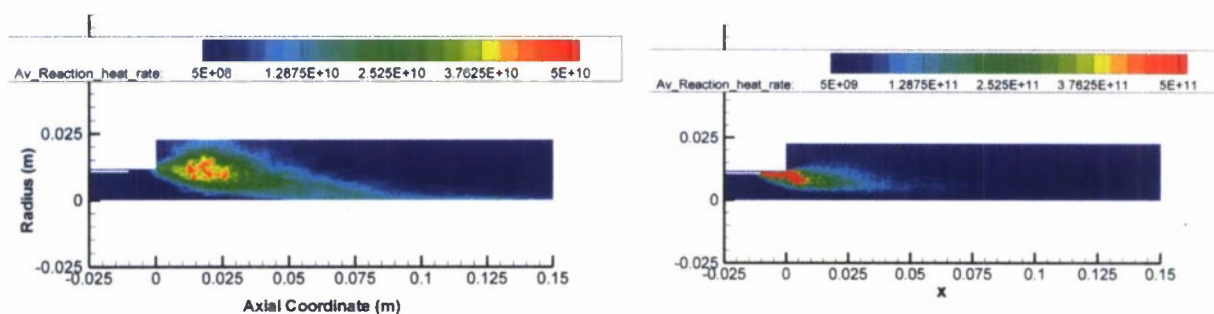 Av_Reaction_heat_rate: 5E+08 1.2875E+10 2.525E+10 3.7625E+10 5E+10
0.025
0
-0.025
Radius (m)
-0.025 0 0.025 0.05 0.075 0.1 0.125 0.15
Axial Coordinate (m)
Av_Reaction_heat_rate: 5E+09 1.2875E+11 2.525E+11 3.7625E+11 5E+11
0.025
0
-0.025
-0.025 0 0.025 0.05 0.075 0.1 0.125 0.15
X